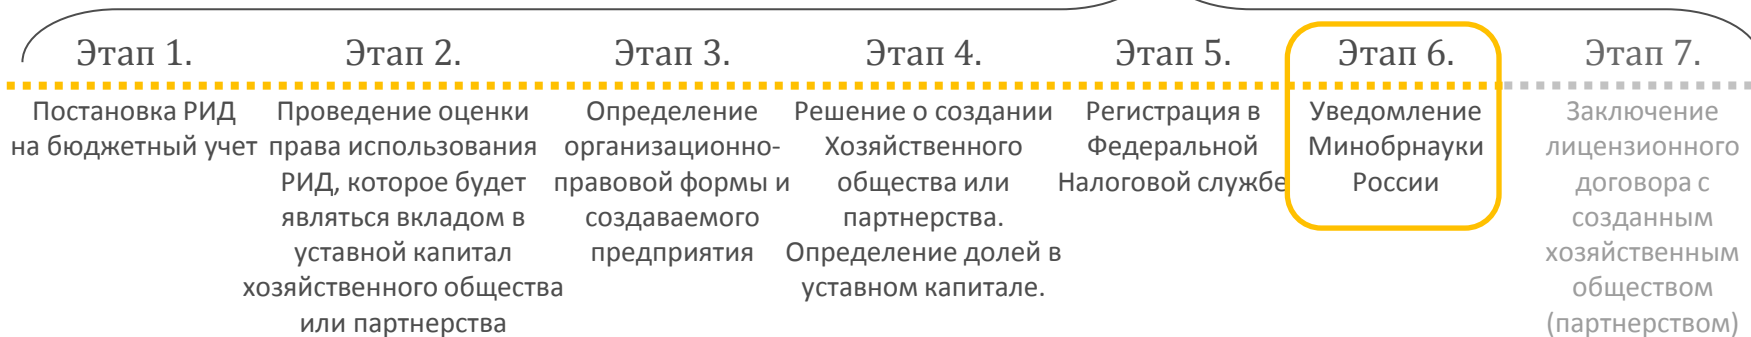 Этап 1.
Постановка РИД
на бюджетный учет
Этап 2.
Проведение оценки
права использования
РИД, которое будет
являться вкладом в
уставной капитал
хозяйственного общества
или партнерства
Этап 3.
Определение
организационно-
правовой формы и
создаваемого
предприятия
Этап 4.
Решение о создании
Хозяйственного
общества или
партнерства.
Определение долей в
уставном капитале.
Этап 5.
Регистрация в
Федеральной
Налоговой службе
Этап 6.
Уведомление
Минобрнауки
России
Этап 7.
Заключение
лицензионного
договора с
созданным
хозяйственным
обществом
(партнерством)